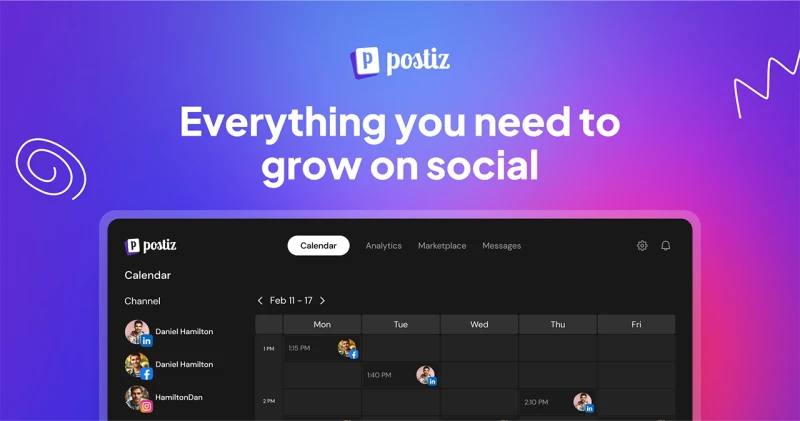 postiz
Everything you need to
grow on social
postiz
Calendar
Analytics
Marketplace
Messages
Calendar
Channel
Feb 11 - 17
Mon
Tue
Wed
Thu
Fri
Daniel Hamilton
1 PM
1:15 PM
Daniel Hamilton
1:40 PM
HamiltonDan
2 PM
2:10 PM